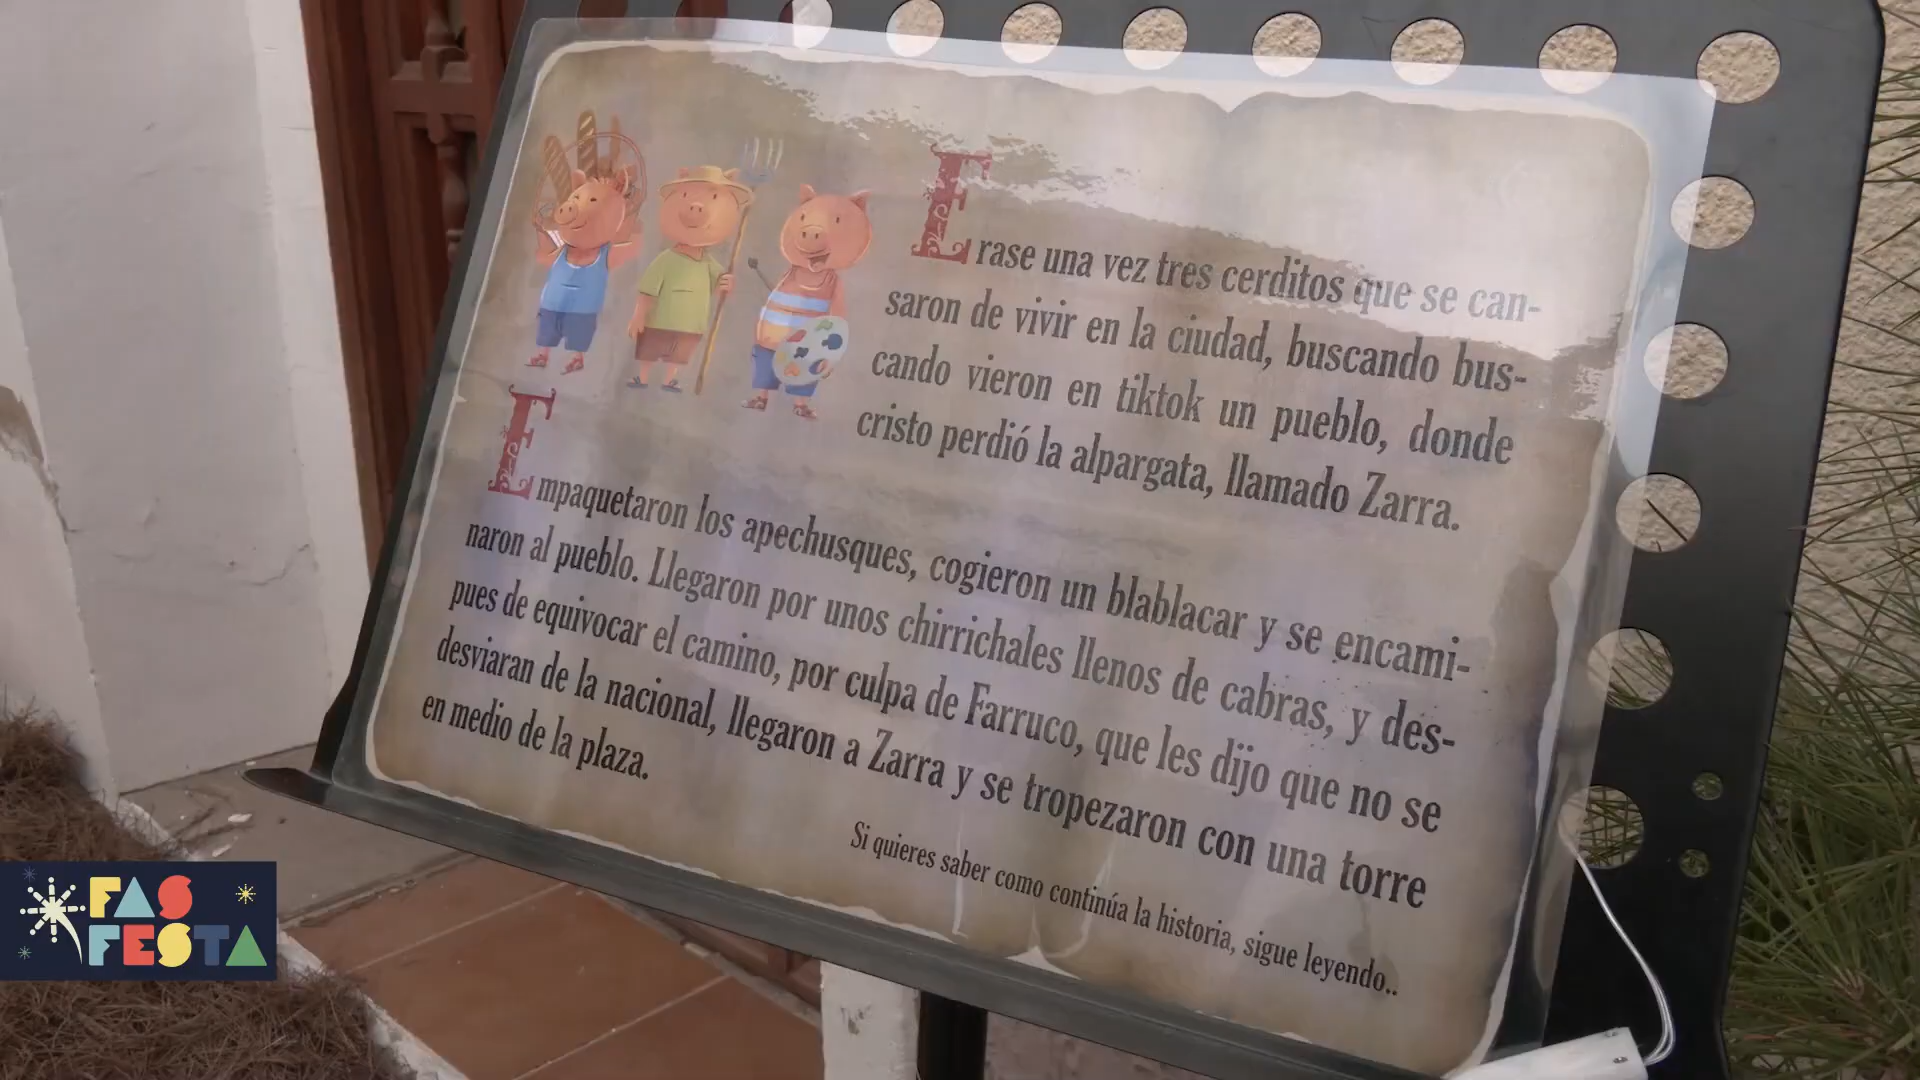 Erase una vez tres cerditos que se can-
saron de vivir en la ciudad, buscando bus-
cando vieron en tiktok un pueblo, donde
cristo perdió la alpargata, llamado Zarra.
Empaquetaron los apechusques, cogieron un blablacar y se encami-
naron al pueblo. Llegaron por unos chirrichales llenos de cabras, y des-
pues de equivocar el camino, por culpa de Farruco, que les dijo que no se
desviaran de la nacional, llegaron a Zarra y se tropezaron con una torre
en medio de la plaza.
Si quieres saber como continúa la historia, sigue leyendo..
FAS
FESTA